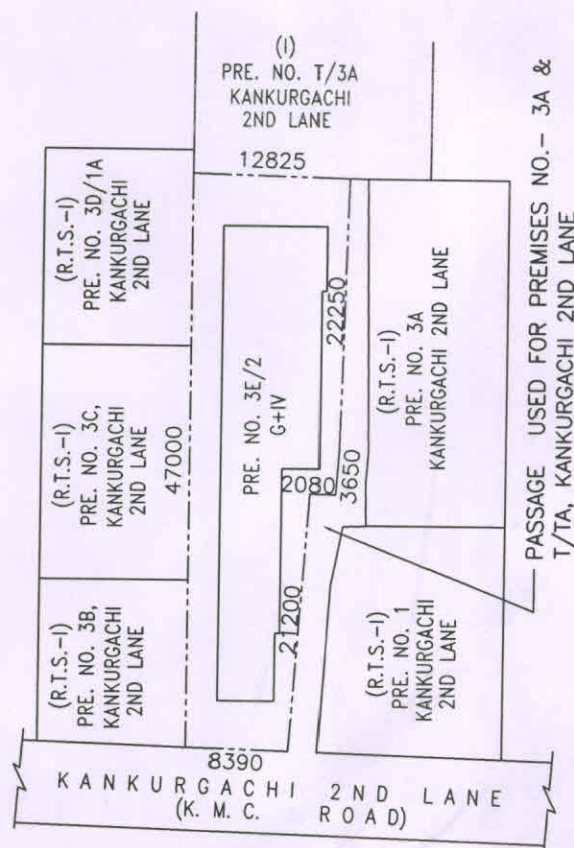 (I)
PRE. NO. T/3A
KANKURGACHI
2ND LANE
12825
(R.T.S.-I)
PRE. NO. 3D/1A
KANKURGACHI
2ND LANE
(R.T.S.-I)
PRE. NO. 3C,
KANKURGACHI
2ND LANE
(R.T.S.-I)
PRE. NO. 3B,
KANKURGACHI
2ND LANE
47000
PRE. NO. 3E/2
G+IV
22250
2080
3650
21200
8390
(R.T.S.-I)
PRE. NO. 3A
KANKURGACHI 2ND LANE
(R.T.S.-I)
PRE. NO. 1
KANKURGACHI
2ND LANE
PASSAGE USED FOR PREMISES NO.- 3A &
T/TA, KANKURGACHI 2ND LANE
KANKURGACHI 2ND LANE
(K. M. C. ROAD)